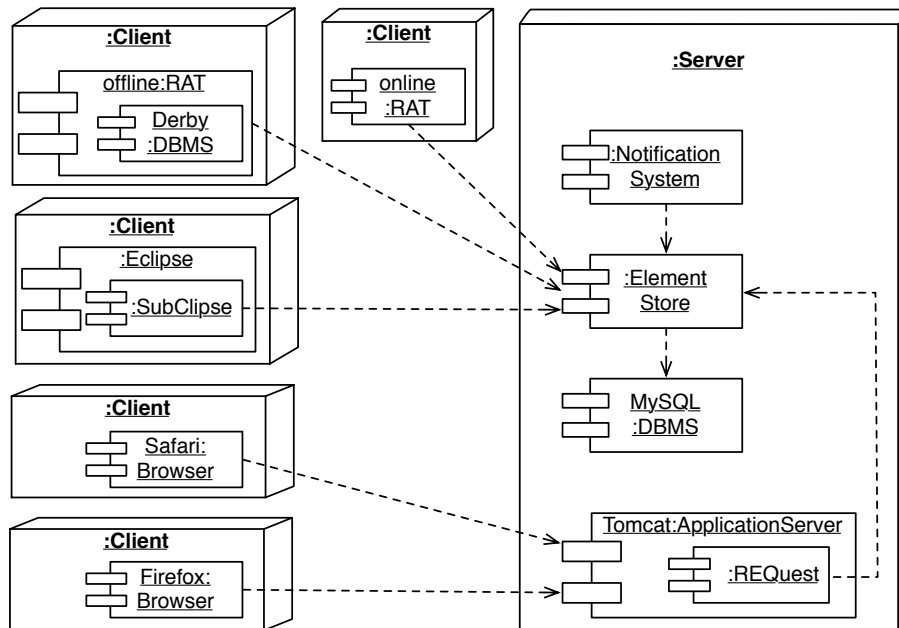 :Client
offline:RAT
Derby
:DBMS
:Client
online
:RAT
:Server
:Notification
System
:Client
:Eclipse
:SubClipse
:Element
Store
:Client
Safari:
Browser
MySQL
:DBMS
:Client
Firefox:
Browser
Tomcat:ApplicationServer
:REQuest